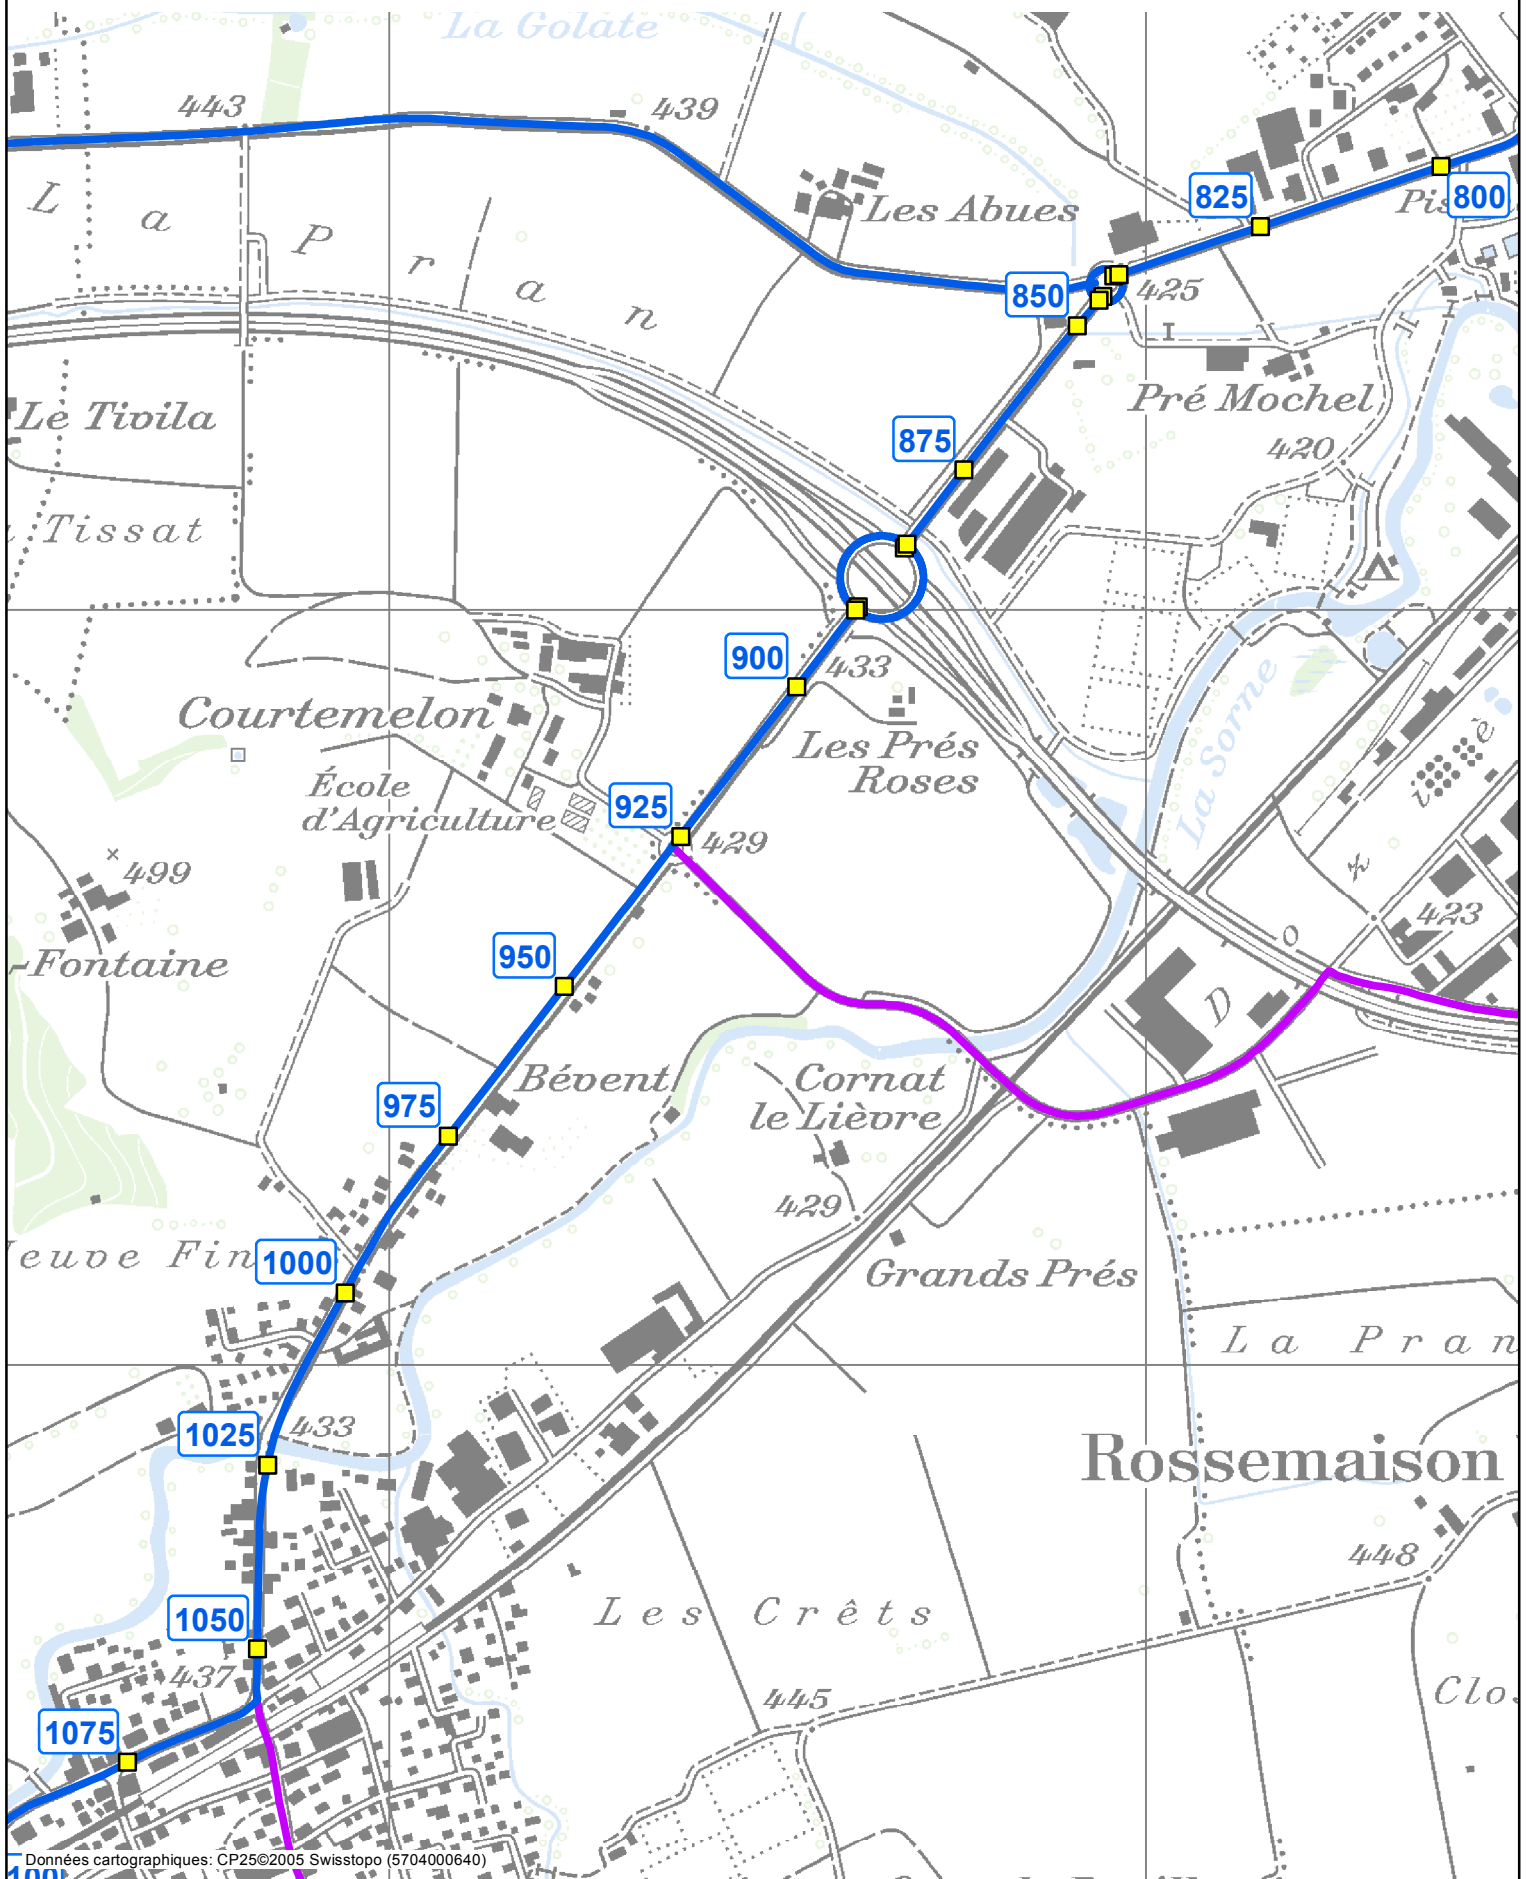 La Golate
443
439
825
800
L a P r a n
Les Abues
850
425
Le Tivila
Pré Mochel
875
420
Tissat
900
433
Courtemelon
La Sorne
Les Prés
Roses
École
d'Agriculture
925
429
499
423
950
-Fontaine
O
D
Bévent
Cornat
le Lièvre
975
429
1000
Grands Prés
La Pran
433
1025
Rossemaison
448
1050
Les Crêts
437
445
1075
Données cartographiques: CP25©2005 Swisstopo (5704000640)